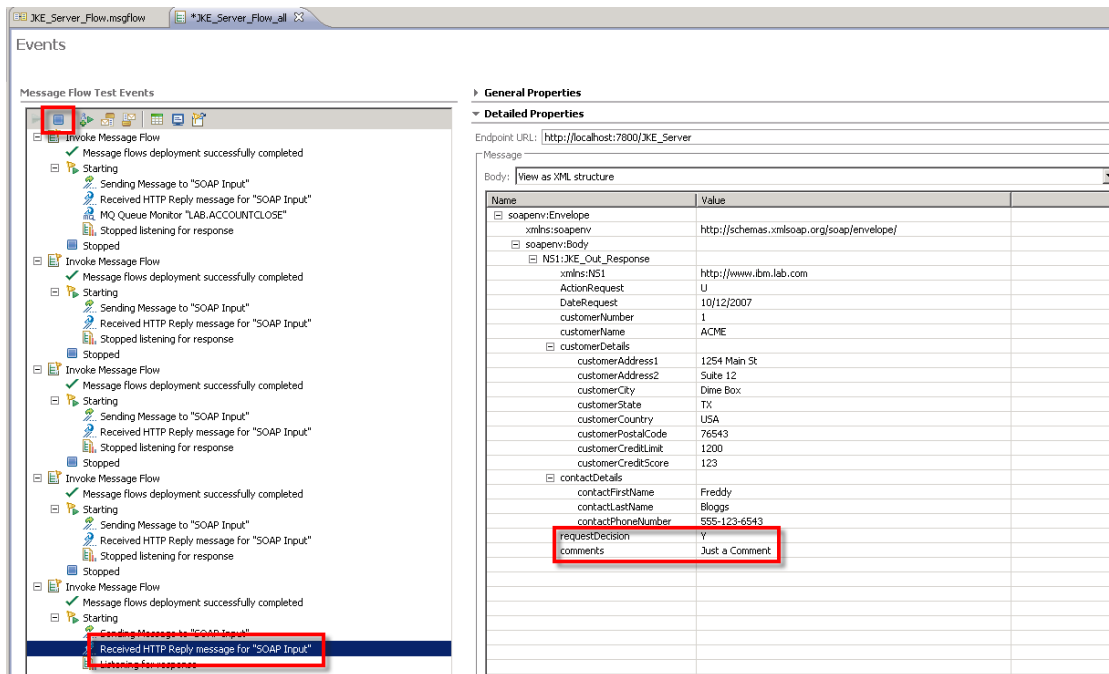 JKE_Server_Flow.msgflow
*JKE_Server_Flow_all
Events
Message Flow Test Events
Invoke Message Flow
Message flows deployment successfully completed
Starting
Sending Message to "SOAP Input"
Received HTTP Reply message for "SOAP Input"
MQ Queue Monitor "LAB.ACCOUNTCLOSE"
Stopped listening for response
Stopped
Invoke Message Flow
Message flows deployment successfully completed
Starting
Sending Message to "SOAP Input"
Received HTTP Reply message for "SOAP Input"
Stopped listening for response
Stopped
Invoke Message Flow
Message flows deployment successfully completed
Starting
Sending Message to "SOAP Input"
Received HTTP Reply message for "SOAP Input"
Stopped listening for response
Stopped
Invoke Message Flow
Message flows deployment successfully completed
Starting
Sending Message to "SOAP Input"
Received HTTP Reply message for "SOAP Input"
Stopped listening for response
Stopped
Invoke Message Flow
Message flows deployment successfully completed
Starting
Sending Message to "SOAP Input"
Received HTTP Reply message for "SOAP Input"
Listening for response
General Properties
Detailed Properties
Endpoint URL: http://localhost:7800/JKE_Server
Message
Body: View as XML structure
Name Value
soapenv:Envelope
xmlns:soapenv http://schemas.xmlsoap.org/soap/envelope/
soapenv:Body
NS1:JKE_Out_Response
xmlns:NS1 http://www.ibm.lab.com
ActionRequest U
DateRequest 10/12/2007
customerNumber 1
customerName ACME
customerDetails
customerAddress1 1254 Main St
customerAddress2 Suite 12
customerCity Dime Box
customerState TX
customerCountry USA
customerPostalCode 76543
customerCreditLimit 1200
customerCreditScore 123
contactDetails
contactFirstName Freddy
contactLastName Bloggs
contactPhoneNumber 555-123-6543
requestDecision Y
comments Just a Comment